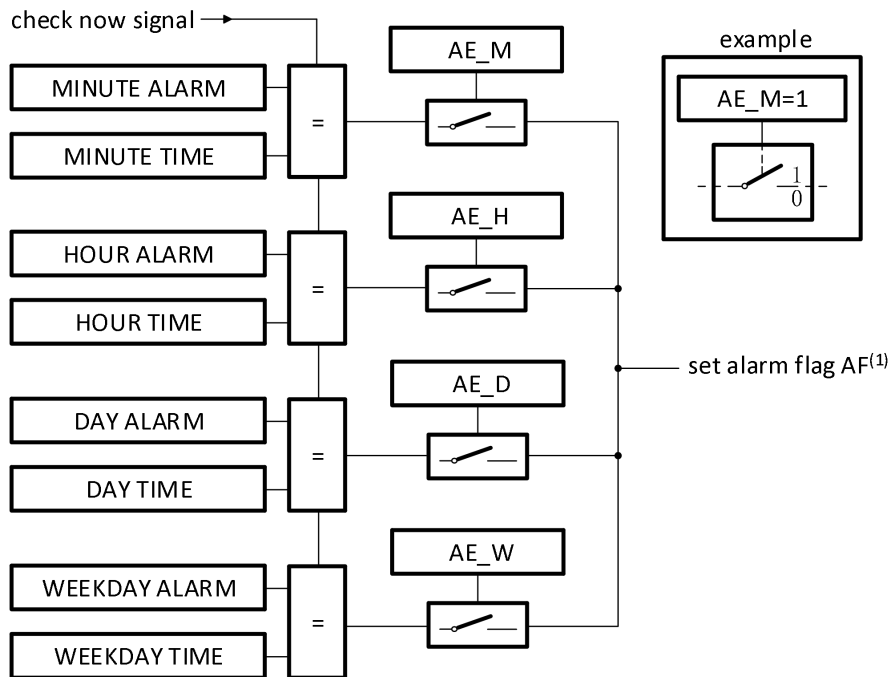 check now signal
MINUTE ALARM
MINUTE TIME
=
AE_M
HOUR ALARM
HOUR TIME
=
AE_H
DAY ALARM
DAY TIME
=
AE_D
WEEKDAY ALARM
WEEKDAY TIME
=
AE_W
set alarm flag AF(1)
example
AE_M=1
1
0